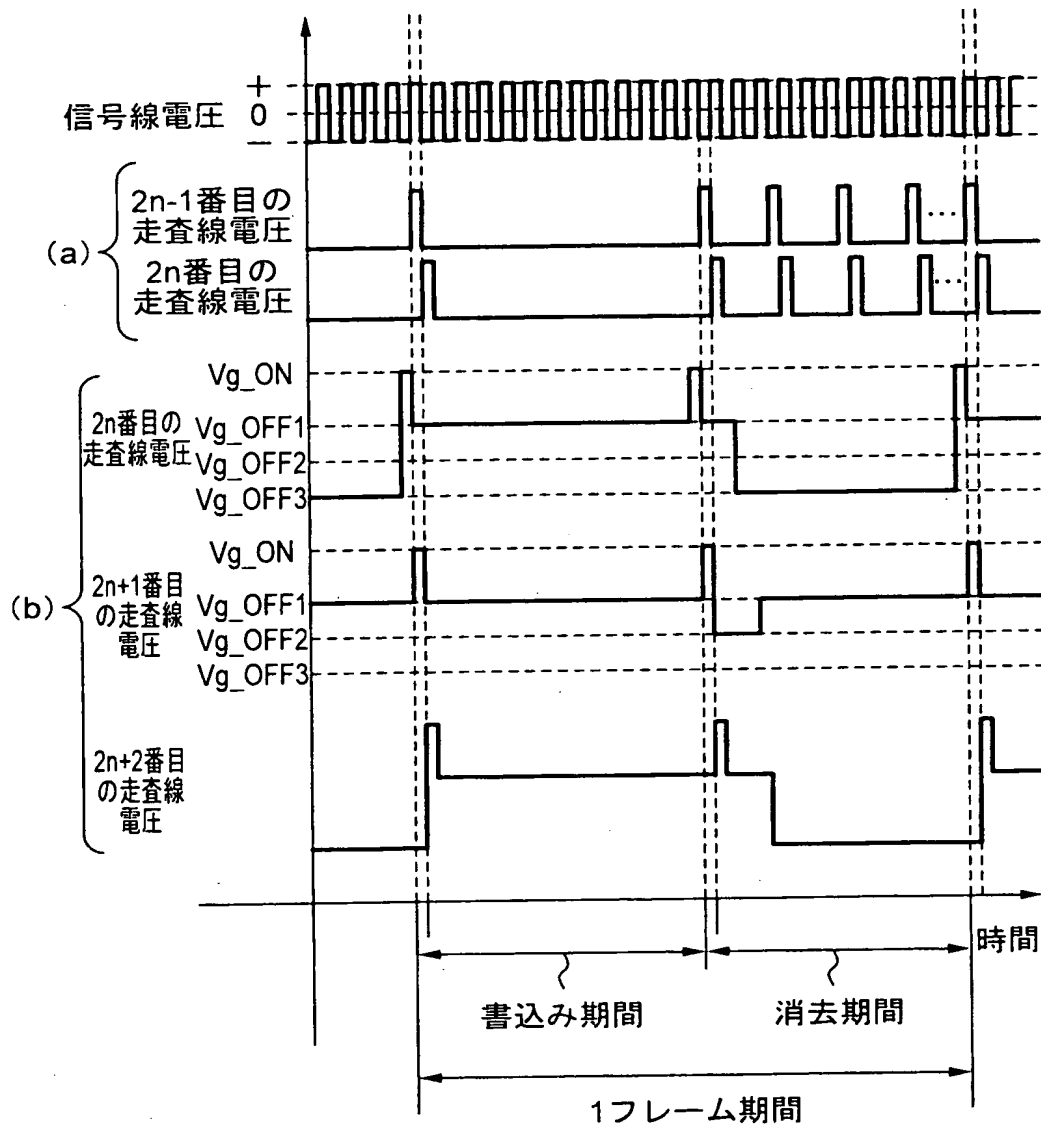 +
信号線電圧 0
−
(a)
2n-1番目の
走査線電圧
…
2n番目の
走査線電圧
…
(b)
2n番目の
走査線電圧
Vg_ON
Vg_OFF1
Vg_OFF2
Vg_OFF3
2n+1番目
の走査線
電圧
Vg_ON
Vg_OFF1
Vg_OFF2
Vg_OFF3
2n+2番目
の走査線
電圧
時間
書込み期間
消去期間
1フレーム期間